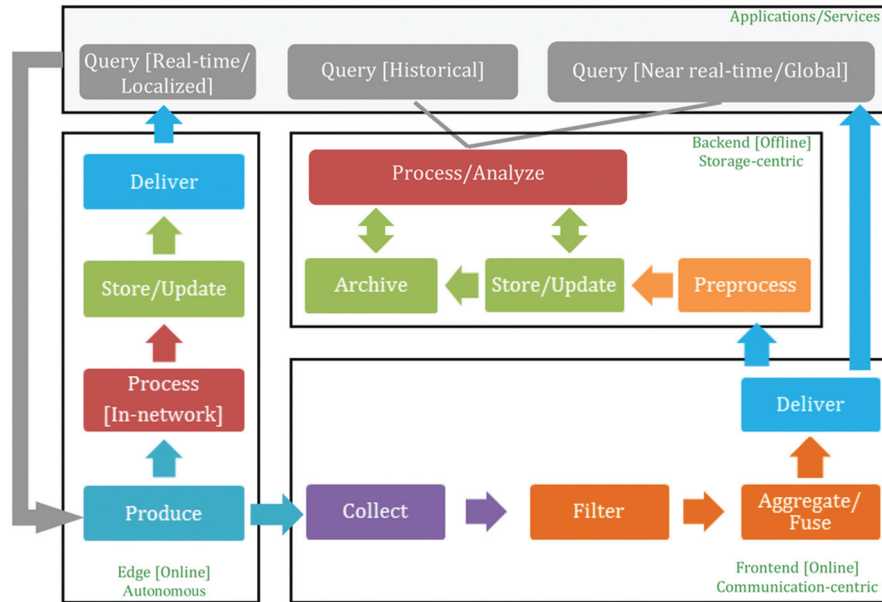 Applications/Services
Query [Real-time/
Localized]
Query [Historical]
Query [Near real-time/Global]
Backend [Offline]
Storage-centric
Deliver
Process/Analyze
Store/Update
Archive
Store/Update
Preprocess
Process
[In-network]
Deliver
Produce
Collect
Filter
Aggregate/
Fuse
Edge [Online]
Autonomous
Frontend [Online]
Communication-centric